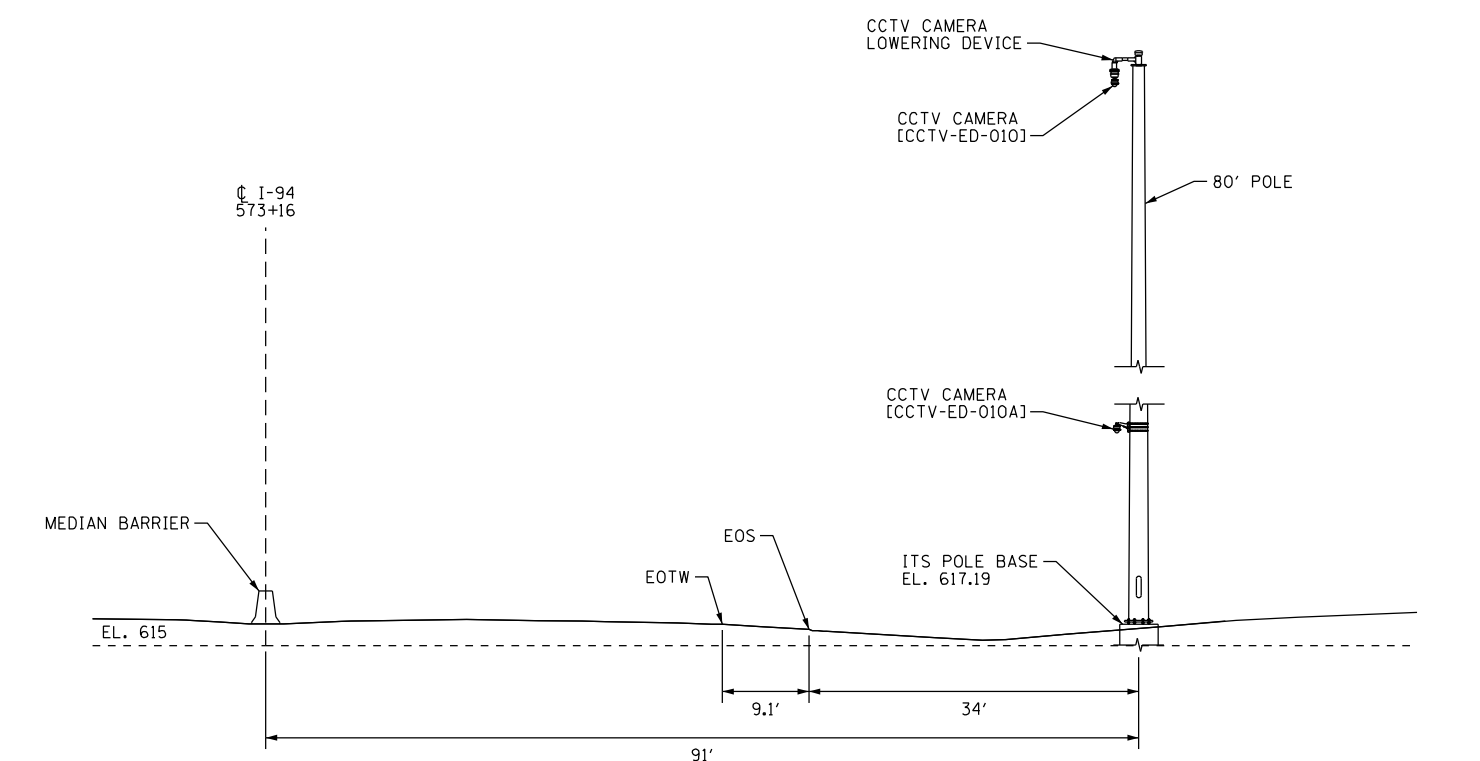 CCTV CAMERA
LOWERING DEVICE
CCTV CAMERA
[CCTV-ED-010]
80' POLE
℄ I-94
573+16
CCTV CAMERA
[CCTV-ED-010A]
MEDIAN BARRIER
EOS
EOTW
ITS POLE BASE
EL. 617.19
EL. 615
9.1'
34'
91'